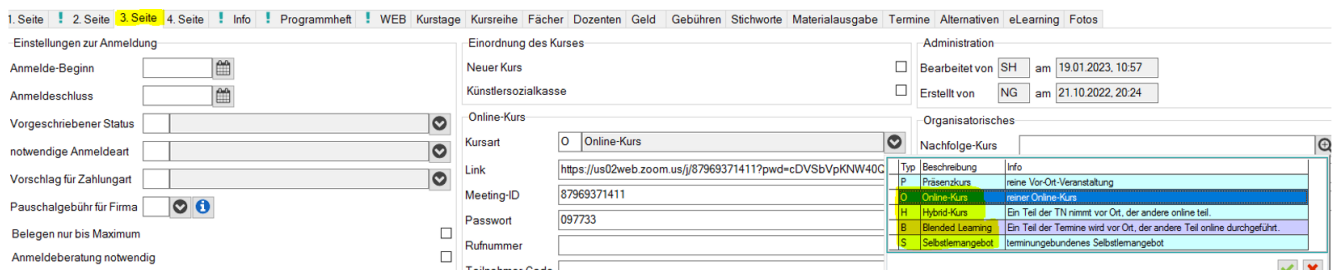 1. Seite ! 2. Seite 3. Seite 4. Seite ! Info ! Programmheft ! WEB Kurstage Kursreihe Fächer Dozenten Geld Gebühren Stichworte Materialausgabe Termine Alternativen eLearning Fotos
Einstellungen zur Anmeldung
Anmelde-Beginn
Anmeldeschluss
Vorgeschriebener Status
notwendige Anmeldeart
Vorschlag für Zahlungart
Pauschalgebühr für Firma
Belegen nur bis Maximum
Anmeldeberatung notwendig
Einordnung des Kurses
Neuer Kurs
Künstlersozialkasse
Online-Kurs
Kursart O Online-Kurs
Link https://us02web.zoom.us/j/87969371411?pwd=cDVSbVpKNW40Q
Meeting-ID 87969371411
Passwort 097733
Rufnummer
Teilnehmer Code
Administration
Bearbeitet von SH am 19.01.2023, 10:57
Erstellt von NG am 21.10.2022, 20:24
Organisatorisches
Nachfolge-Kurs
Typ Beschreibung Info
P Präsenzkurs reine Vor-Ort-Veranstaltung
O Online-Kurs reiner Online-Kurs
H Hybrid-Kurs Ein Teil der TN nimmt vor Ort, der andere online teil.
B Blended Learning Ein Teil der Termine wird vor Ort, der andere Teil online durchgeführt.
S Selbstlernangebot terminungebundenes Selbstlernangebot